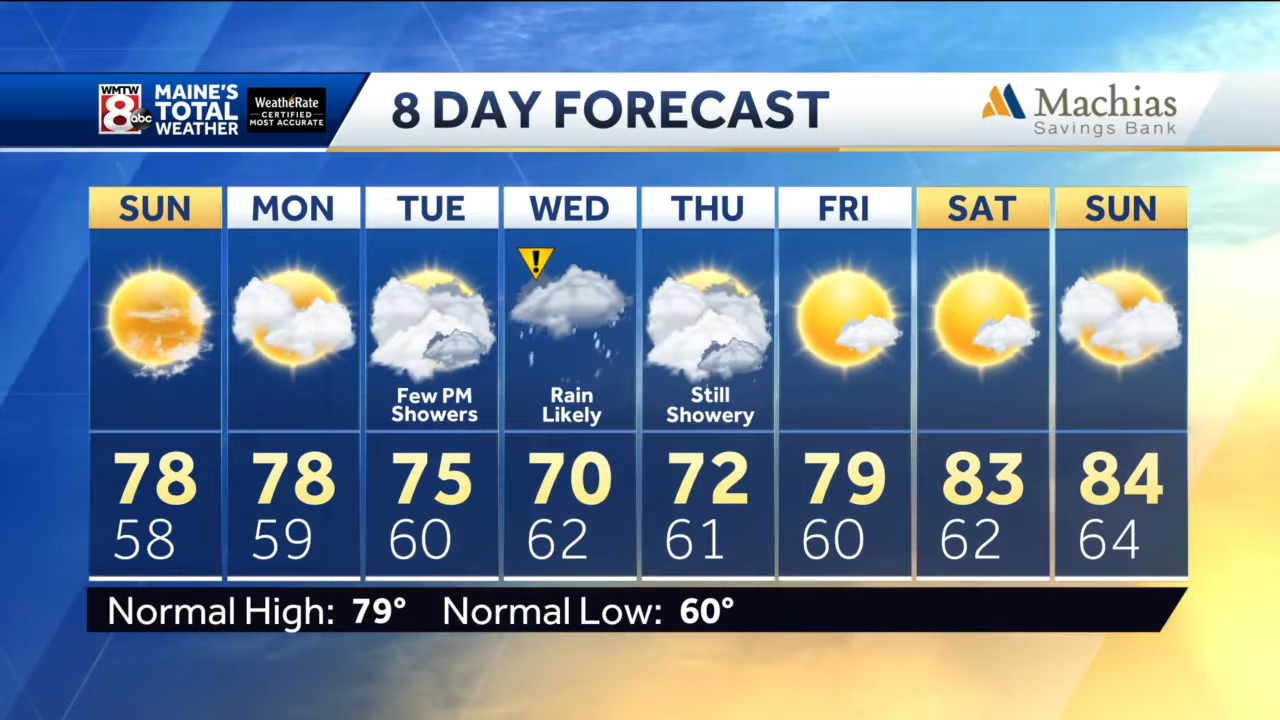 WMTW
8
abc
MAINE'S
TOTAL
WEATHER
WeatheRate
CERTIFIED
MOST ACCURATE
8 DAY FORECAST
Machias
Savings Bank
SUN MON TUE WED THU FRI SAT SUN
!
Few PM
Showers
Rain
Likely
Still
Showery
78 78 75 70 72 79 83 84
58 59 60 62 61 60 62 64
Normal High: 79° Normal Low: 60°